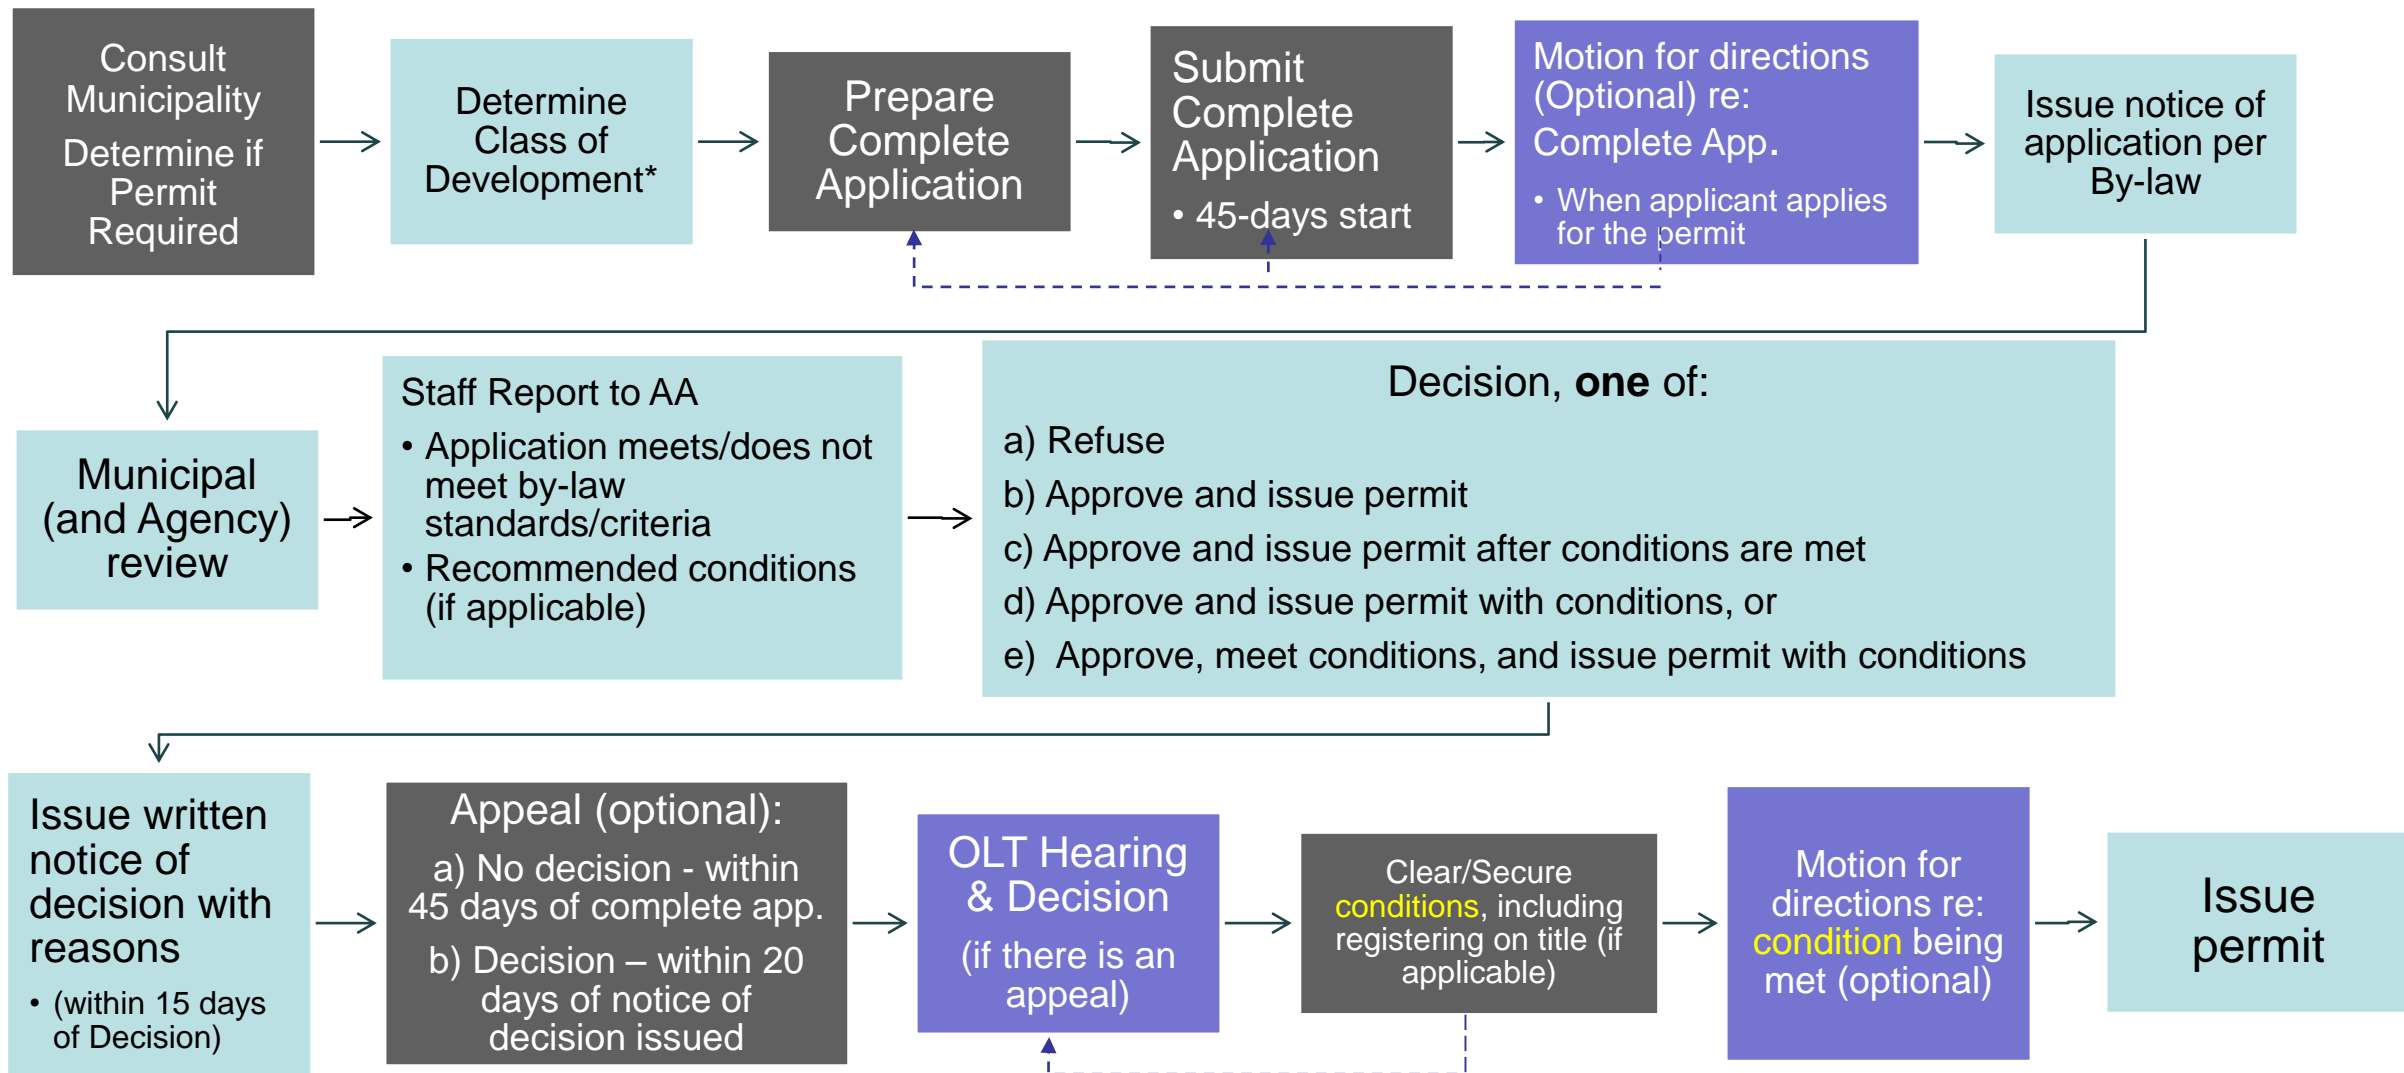 Consult
Municipality
Determine if
Permit
Required
Determine
Class of
Development*
Prepare
Complete
Application
Submit
Complete
Application
• 45-days start
Motion for directions
(Optional) re:
Complete App.
• When applicant applies
for the permit
Issue notice of
application per
By-law
Municipal
(and Agency)
review
Staff Report to AA
• Application meets/does not
meet by-law
standards/criteria
• Recommended conditions
(if applicable)
Decision, one of:
a) Refuse
b) Approve and issue permit
c) Approve and issue permit after conditions are met
d) Approve and issue permit with conditions, or
e) Approve, meet conditions, and issue permit with conditions
Issue written
notice of
decision with
reasons
• (within 15 days
of Decision)
Appeal (optional):
a) No decision - within
45 days of complete app.
b) Decision – within 20
days of notice of
decision issued
OLT Hearing
& Decision
(if there is an
appeal)
Clear/Secure
conditions, including
registering on title (if
applicable)
Motion for
directions re:
condition being
met (optional)
Issue
permit